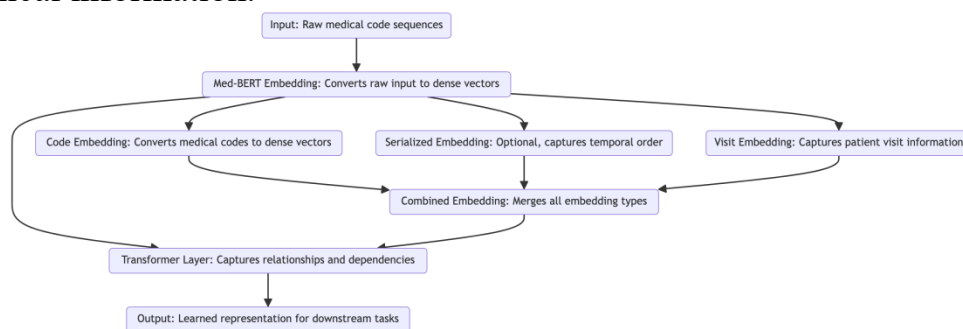 Input: Raw medical code sequences
Med-BERT Embedding: Converts raw input to dense vectors
Code Embedding: Converts medical codes to dense vectors
Serialized Embedding: Optional, captures temporal order
Visit Embedding: Captures patient visit information
Combined Embedding: Merges all embedding types
Transformer Layer: Captures relationships and dependencies
Output: Learned representation for downstream tasks